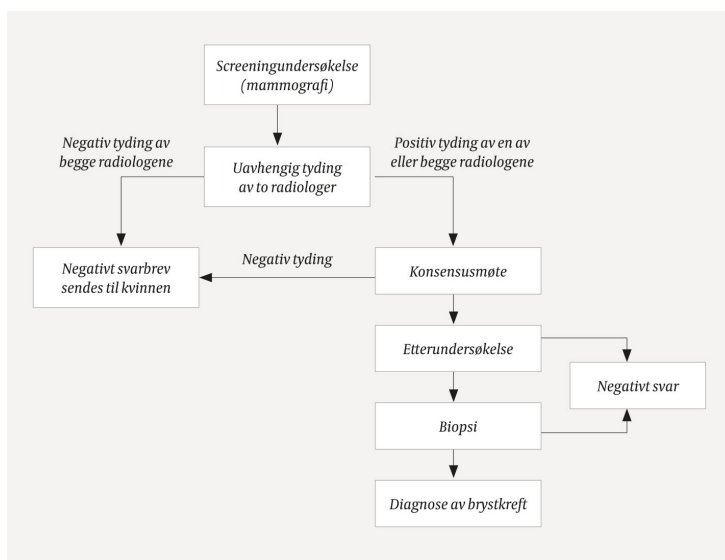 Screeningundersøkelse
(mammografi)
Negativ tyding av
begge radiologene
Positiv tyding av en av
eller begge radiologene
Uavhengig tyding
av to radiologer
Negativt svarbrev
sendes til kvinnen
Negativ tyding
Konsensusmøte
Etterundersøkelse
Negativt svar
Biopsi
Diagnose av brystkreft